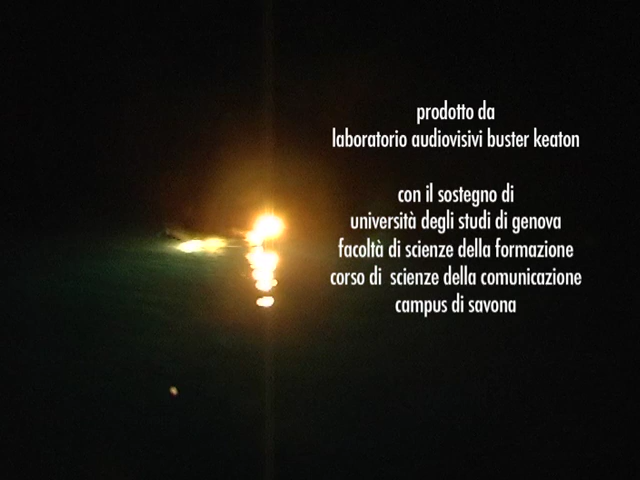 prodotto da
laboratorio audiovisivi buster keaton
con il sostegno di
università degli studi di genova
facoltà di scienze della formazione
corso di scienze della comunicazione
campus di savona